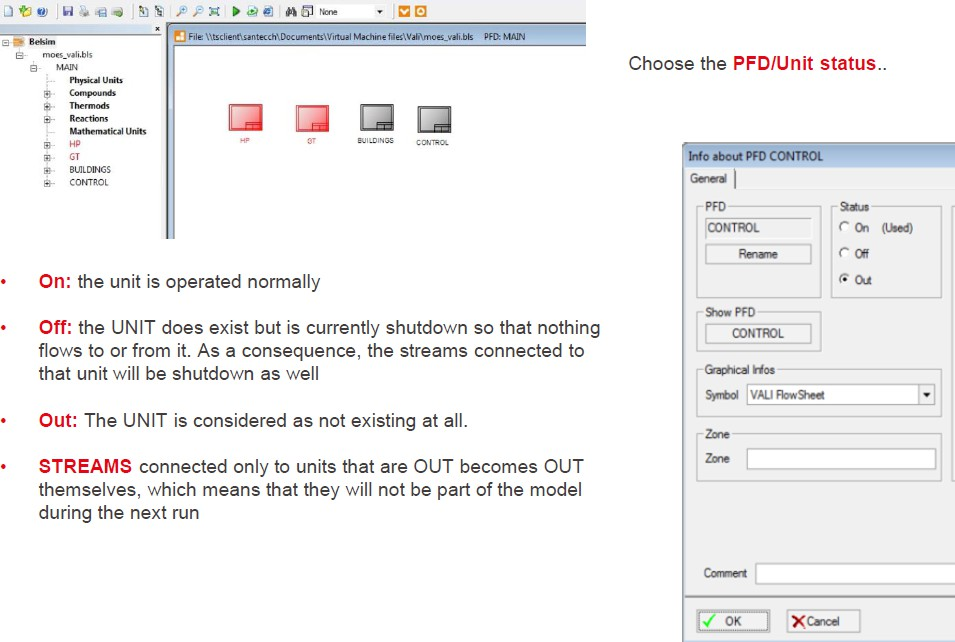 None
File: \\tsclient\santecch\Documents\Virtual Machine files\Vali\moes_vali.bls PFD: MAIN
Belsim
moes_vali.bls
MAIN
Physical Units
Compounds
Thermods
Reactions
Mathematical Units
HP
GT
BUILDINGS
CONTROL
HP
GT
BUILDINGS
CONTROL
Choose the PFD/Unit status..
• On: the unit is operated normally
• Off: the UNIT does exist but is currently shutdown so that nothing
flows to or from it. As a consequence, the streams connected to
that unit will be shutdown as well
• Out: The UNIT is considered as not existing at all.
• STREAMS connected only to units that are OUT becomes OUT
themselves, which means that they will not be part of the model
during the next run
Info about PFD CONTROL
General
PFD
CONTROL
Rename
Status
On (Used)
Off
Out
Show PFD
CONTROL
Graphical Infos
Symbol VALI FlowSheet
Zone
Zone
Comment
OK
Cancel